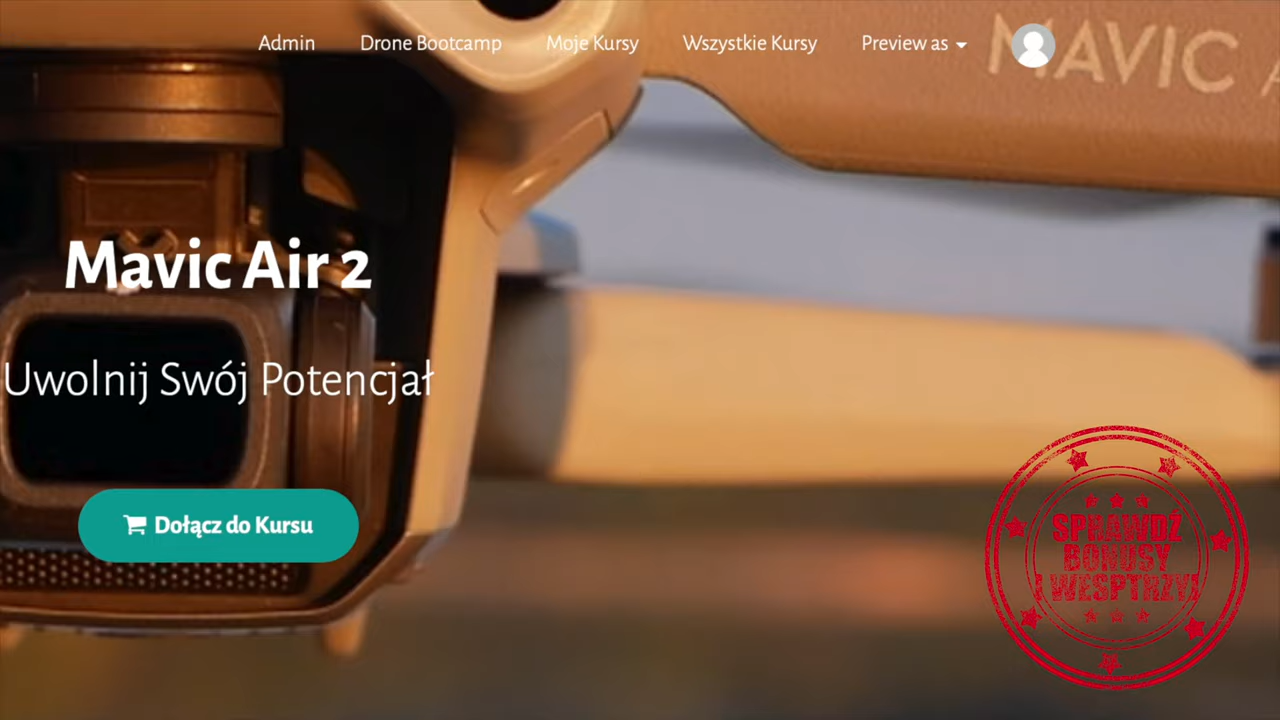 Admin
Drone Bootcamp
Moje Kursy
Wszystkie Kursy
Preview as
MAVIC A
Mavic Air 2
Uwolnij Swój Potencjał
Dołącz do Kursu
SPRAWDŹ
BONUSY
I WESPTRZYJ